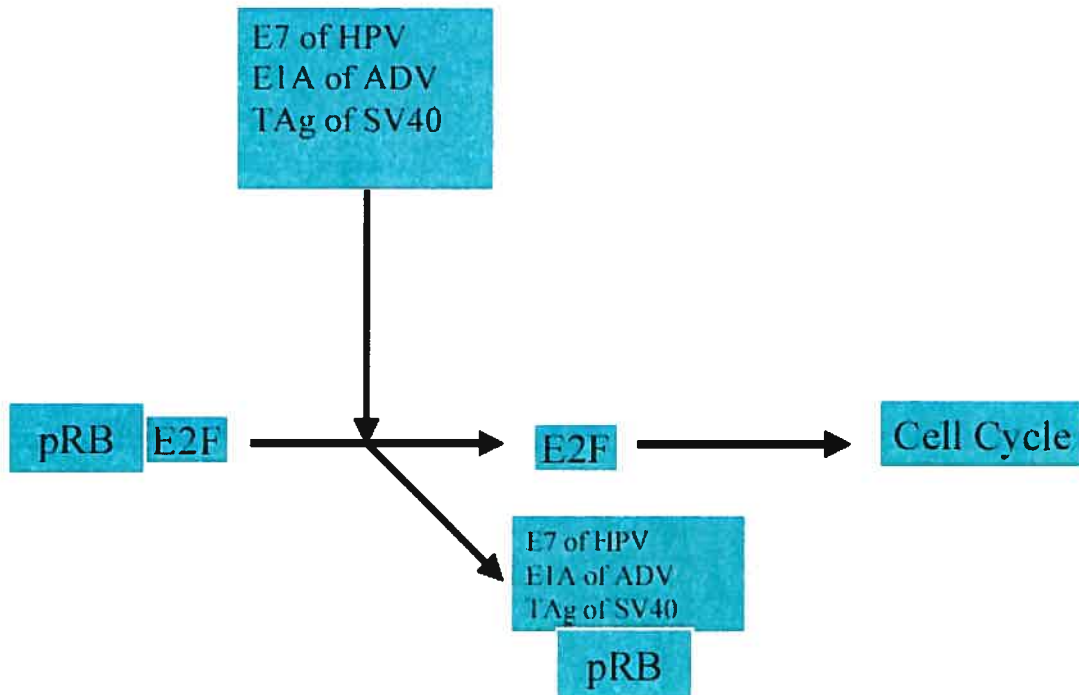 E7 of HPV
E1A of ADV
TAg of SV40
pRB E2F
E2F
Cell Cycle
E7 of HPV
E1A of ADV
TAg of SV40
pRB